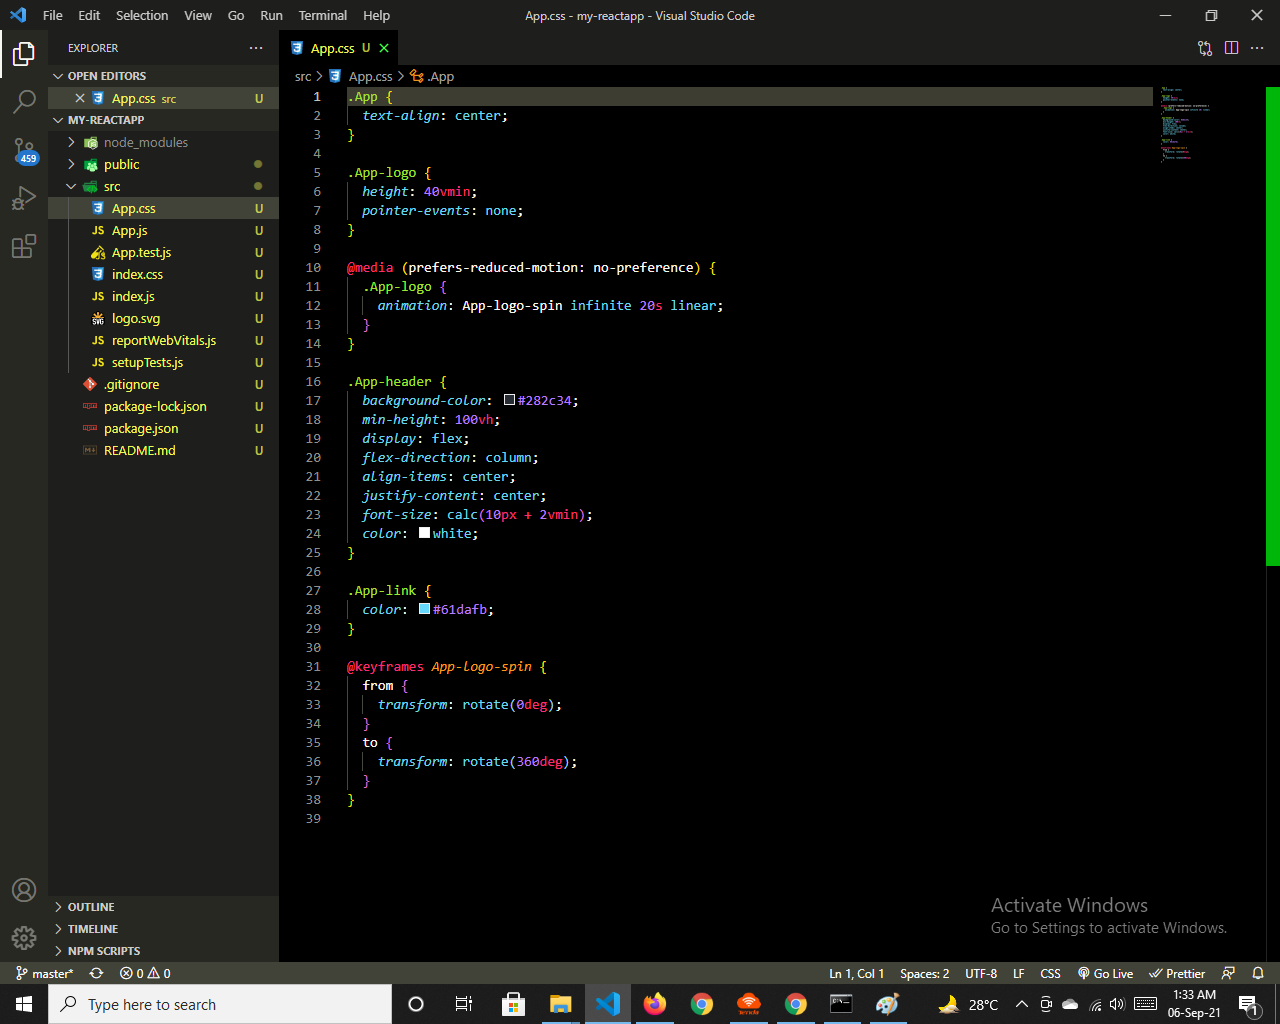 File Edit Selection View Go Run Terminal Help
App.css - my-reactapp - Visual Studio Code
EXPLORER
OPEN EDITORS
App.css src U
MY-REACTAPP
node_modules
public
src
App.css U
App.js U
App.test.js U
index.css U
index.js U
logo.svg U
reportWebVitals.js U
setupTests.js U
.gitignore U
package-lock.json U
package.json U
README.md U
459
OUTLINE
TIMELINE
NPM SCRIPTS
App.css U
src > App.css > .App
1 .App {
2   text-align: center;
3 }
4
5 .App-logo {
6   height: 40vmin;
7   pointer-events: none;
8 }
9
10 @media (prefers-reduced-motion: no-preference) {
11   .App-logo {
12     animation: App-logo-spin infinite 20s linear;
13   }
14 }
15
16 .App-header {
17   background-color: #282c34;
18   min-height: 100vh;
19   display: flex;
20   flex-direction: column;
21   align-items: center;
22   justify-content: center;
23   font-size: calc(10px + 2vmin);
24   color: white;
25 }
26
27 .App-link {
28   color: #61dafb;
29 }
30
31 @keyframes App-logo-spin {
32   from {
33     transform: rotate(0deg);
34   }
35   to {
36     transform: rotate(360deg);
37   }
38 }
39
Activate Windows
Go to Settings to activate Windows.
master* 0 0 Ln 1, Col 1 Spaces: 2 UTF-8 LF CSS Go Live Prettier
Type here to search
28°C
1:33 AM
06-Sep-21
1